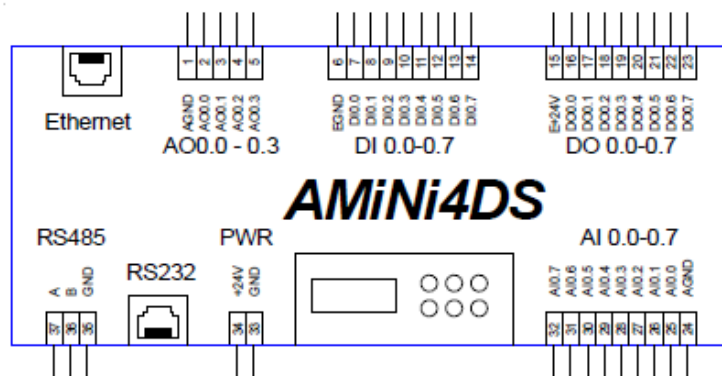 1 2 3 4 5
6 7 8 9 10 11 12 13 14
15 16 17 18 19 20 21 22 23
AGND AO0.0 AO0.1 AO0.2 AO0.3
EGND DI0.0 DI0.1 DI0.2 DI0.3 DI0.4 DI0.5 DI0.6 DI0.7
E+24V DO0.0 DO0.1 DO0.2 DO0.3 DO0.4 DO0.5 DO0.6 DO0.7
Ethernet
AO0.0 - 0.3
DI 0.0-0.7
DO 0.0-0.7
AMiNi4DS
RS485
PWR
AI 0.0-0.7
RS232
A B GND
+24V GND
AI0.7 AI0.6 AI0.5 AI0.4 AI0.3 AI0.2 AI0.1 AI0.0 AGND
37 36 35
34 33
32 31 30 29 28 27 26 25 24